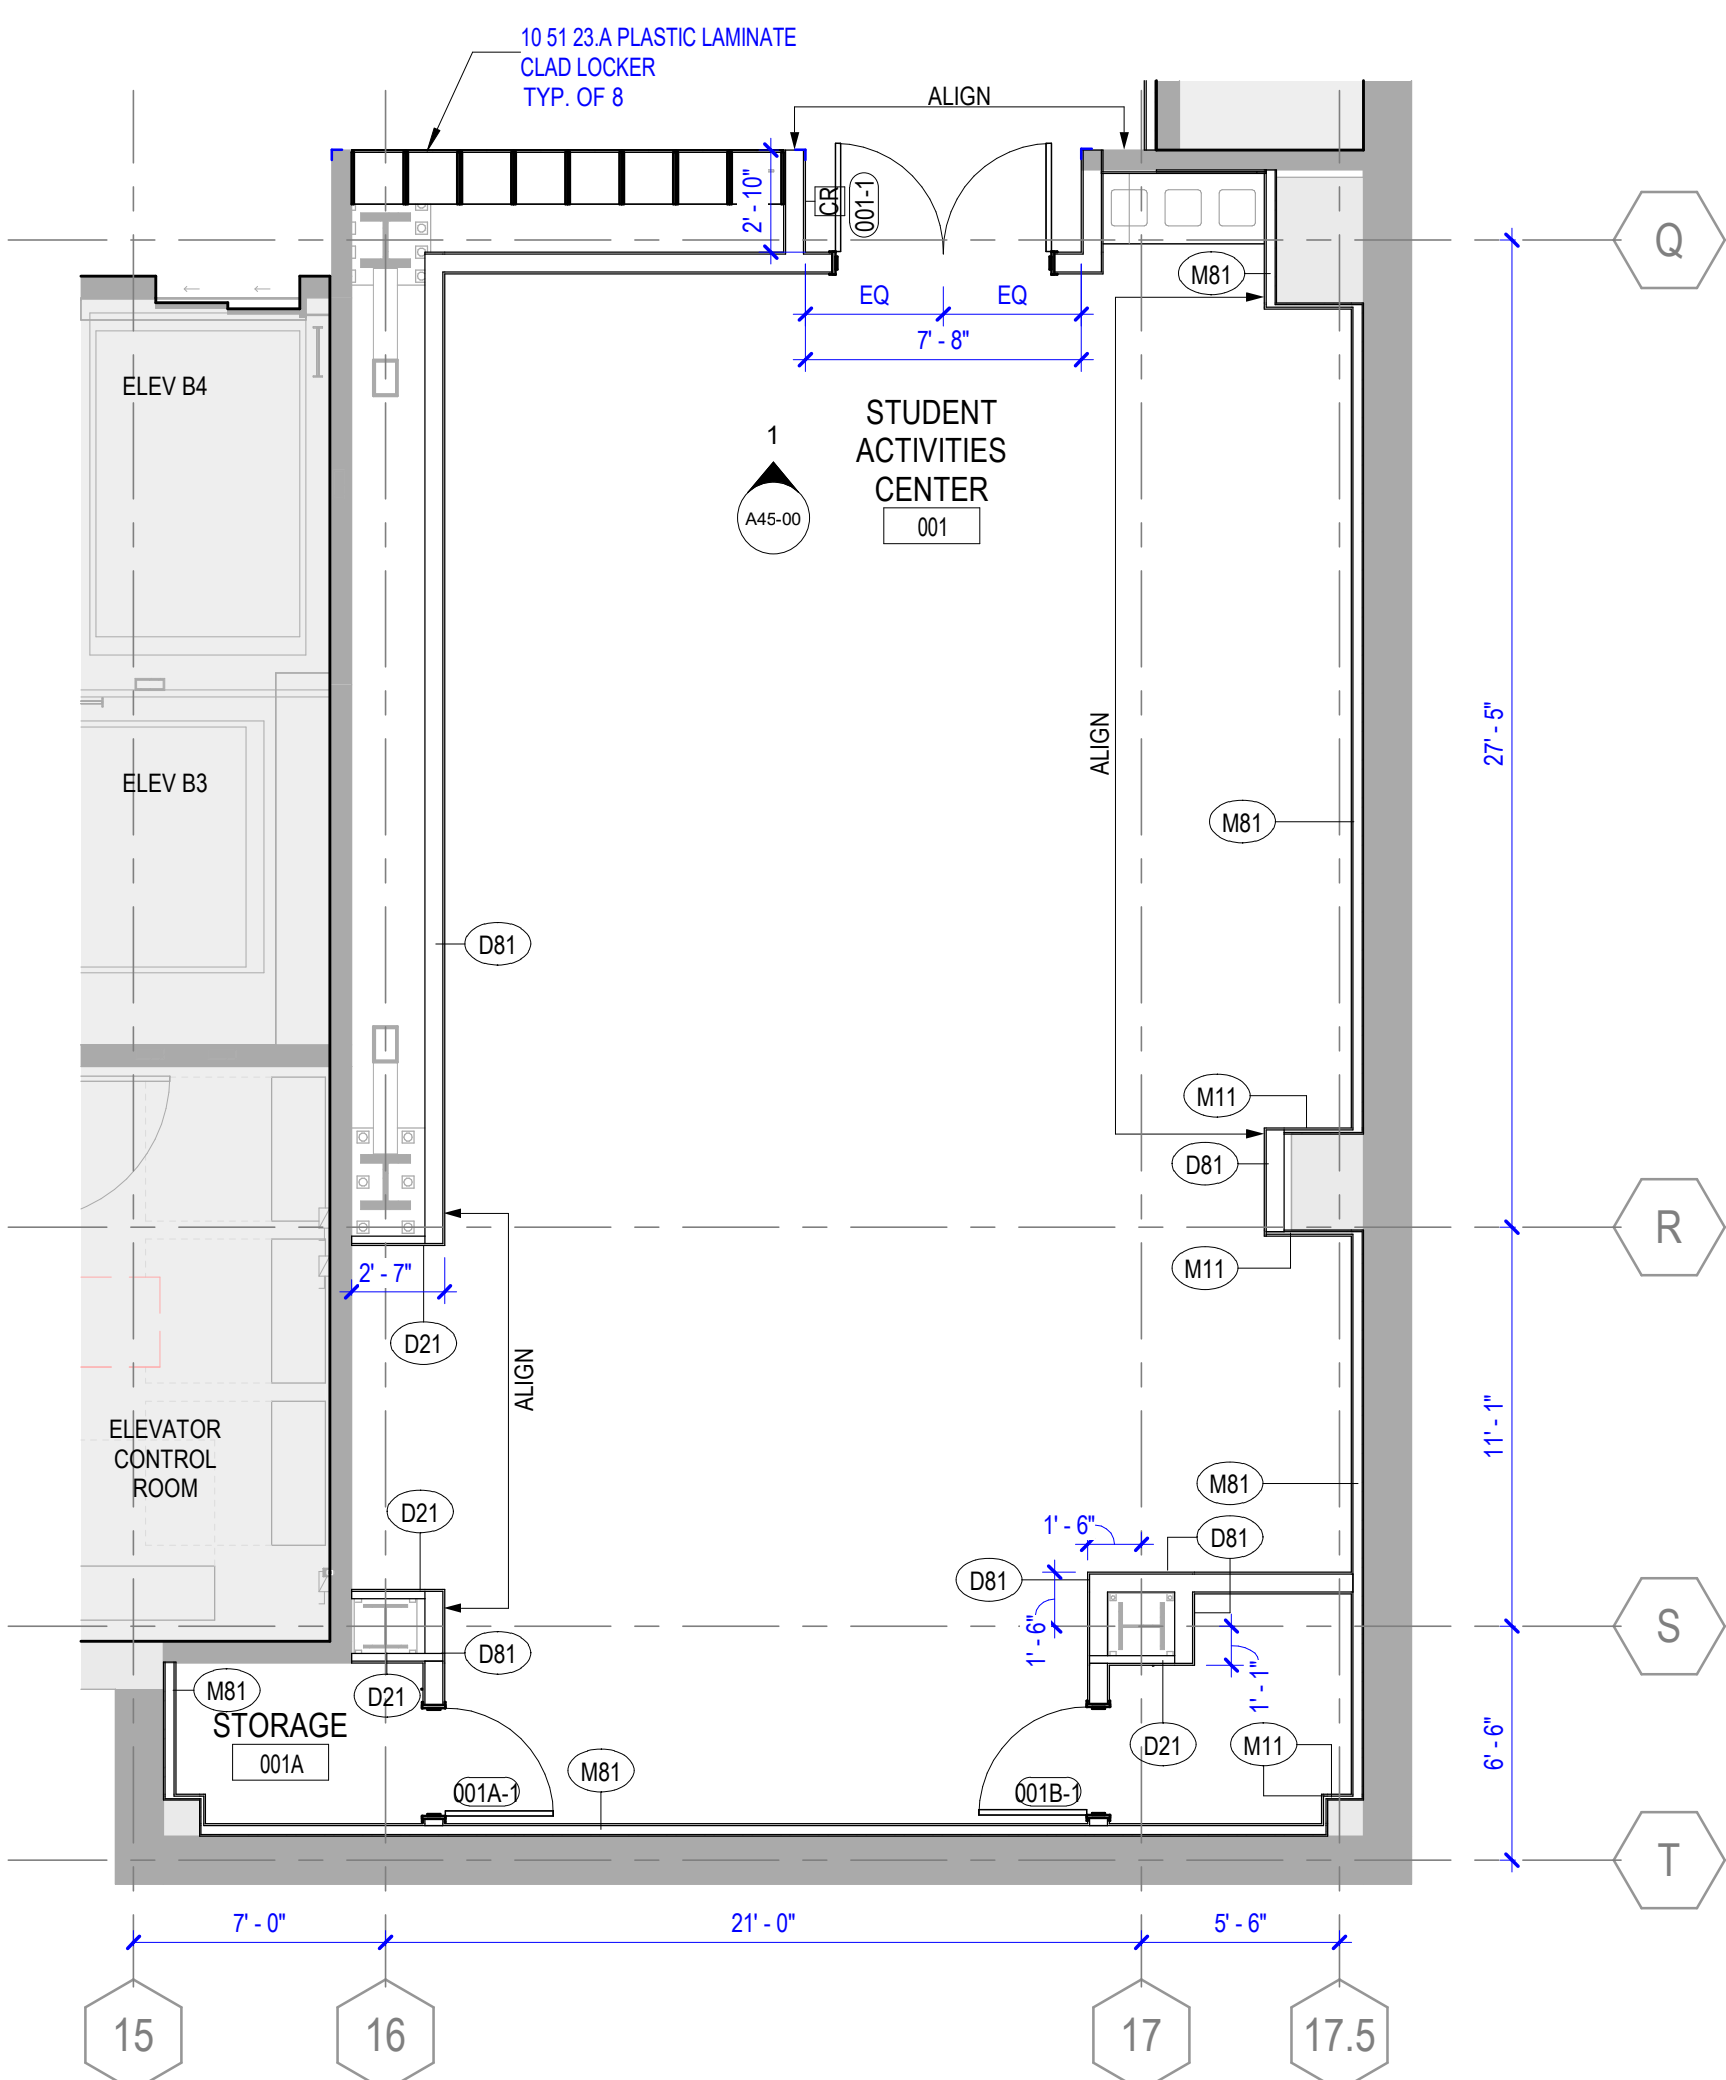 10 51 23.A PLASTIC LAMINATE
CLAD LOCKER
TYP. OF 8
ALIGN
2' - 10"
CR
001-1
Q
M81
EQ
EQ
7' - 8"
ELEV B4
STUDENT
ACTIVITIES
CENTER
001
1
A45-00
27' - 5"
ALIGN
ELEV B3
M81
D81
M11
D81
R
M11
2' - 7"
D21
ALIGN
11' - 1"
ELEVATOR
CONTROL
ROOM
M81
D21
1' - 6"
D81
D81
1' - 6"
S
D81
M81
D21
1' - 1"
STORAGE
001A
D21
M11
6' - 6"
M81
001A-1
001B-1
T
7' - 0"
21' - 0"
5' - 6"
15
16
17
17.5